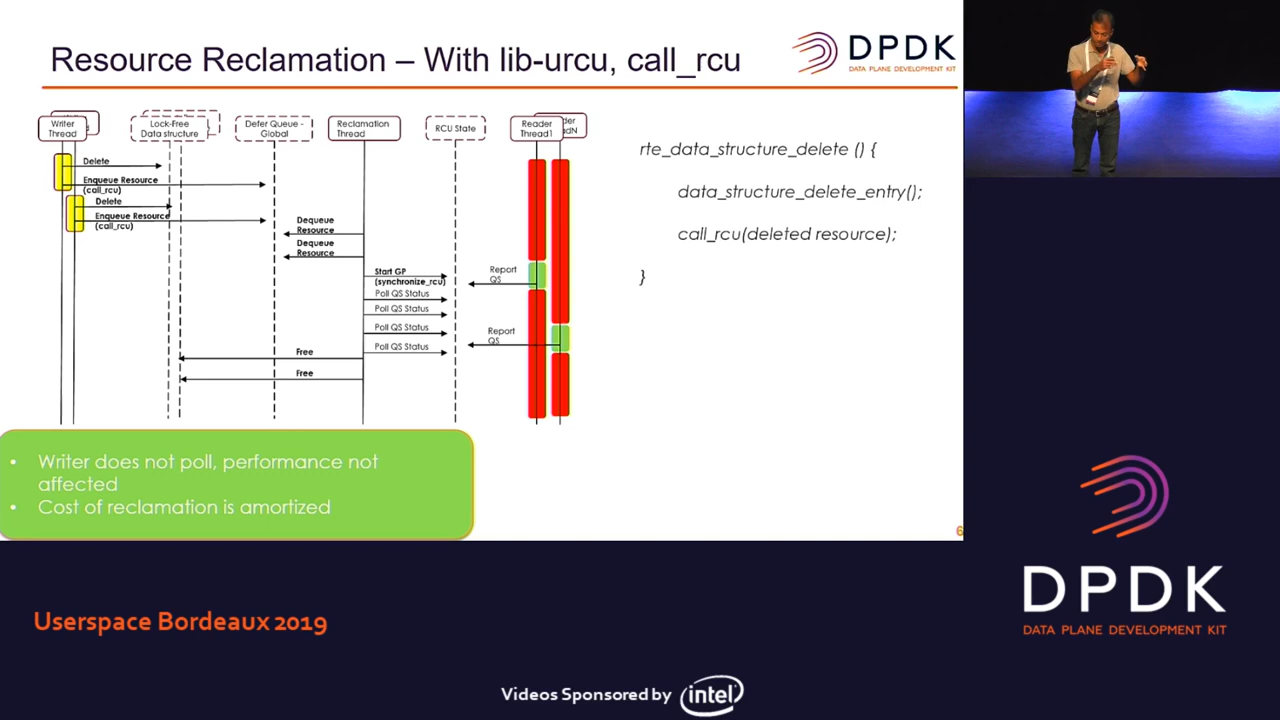 Resource Reclamation – With lib-urcu, call_rcu
DPDK
DATA PLANE DEVELOPMENT KIT
Writer
Thread
Lock-Free
Data structure
Defer Queue -
Global
Reclamation
Thread
RCU State
Reader
Thread1
Delete
Enqueue Resource
(call_rcu)
Delete
Enqueue Resource
(call_rcu)
Dequeue
Resource
Dequeue
Resource
Start GP
(synchronize_rcu)
Poll QS Status
Poll QS Status
Poll QS Status
Poll QS Status
Report
QS
Report
QS
Free
Free
rte_data_structure_delete () {
data_structure_delete_entry();
call_rcu(deleted resource);
}
• Writer does not poll, performance not
affected
• Cost of reclamation is amortized
6
DPDK
DATA PLANE DEVELOPMENT KIT
Userspace Bordeaux 2019
Videos Sponsored by intel